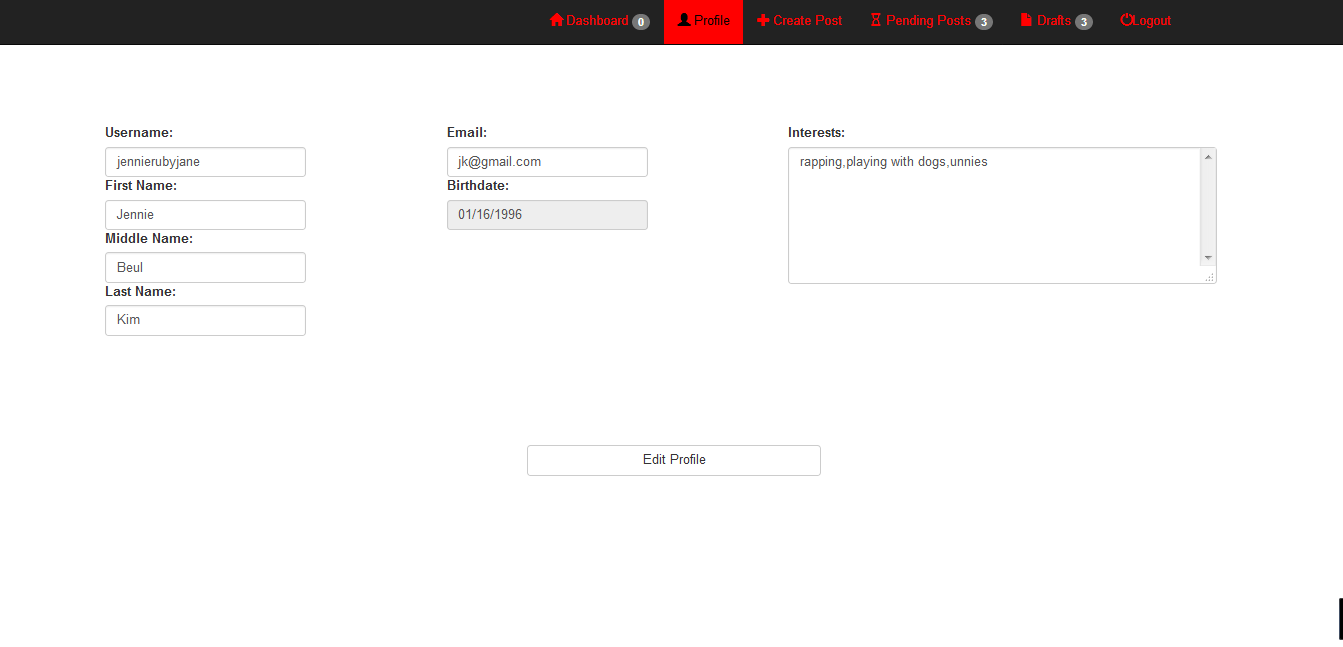 Dashboard 0 Profile Create Post Pending Posts 3 Drafts 3 Logout
Username:
jennierubyjane
First Name:
Jennie
Middle Name:
Beul
Last Name:
Kim
Email:
jk@gmail.com
Birthdate:
01/16/1996
Interests:
rapping,playing with dogs,unnies
Edit Profile